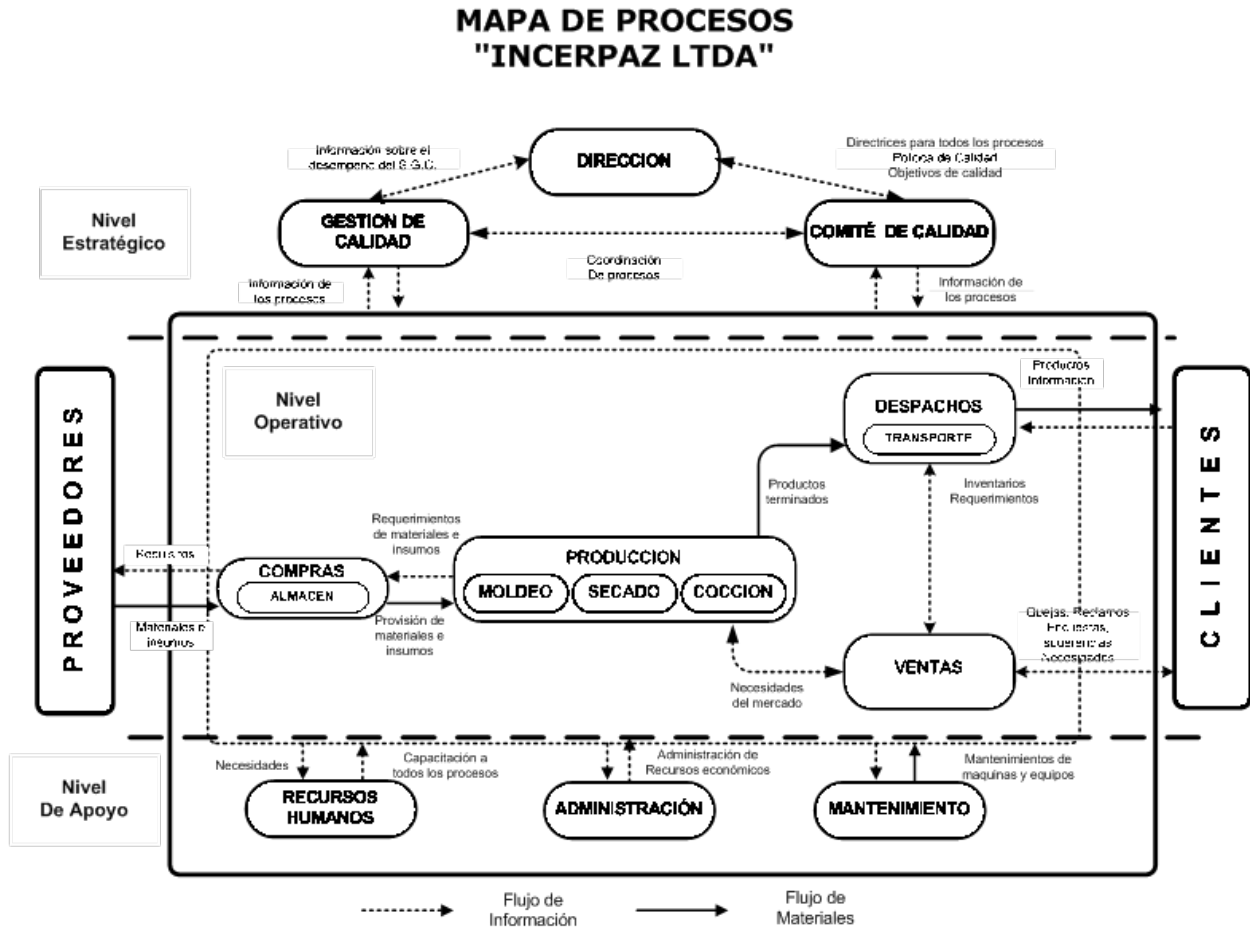 MAPA DE PROCESOS
"INCERPAZ LTDA"
Información sobre el
desempeno del S.G.C.
DIRECCION
Directrices para todos los procesos
Política de Calidad
Objetivos de calidad
Nivel
Estratégico
GESTION DE
CALIDAD
COMITÉ DE CALIDAD
Coordinación
De procesos
Información de
los procesos
Información de
los procesos
PROVEEDORES
Nivel
Operativo
DESPACHOS
TRANSPORTE
Productos
Información
CLIENTES
Productos
terminados
Inventarios
Requerimientos
Requerimientos
de materiales e
insumos
Requisitos
COMPRAS
ALMACEN
PRODUCCION
MOLDEO
SECADO
COCCION
Materiales e
insumos
Provisión de
materiales e
insumos
Quejas, Reclamos
Encuestas,
sugerencias
Necesidades
VENTAS
Necesidades
del mercado
Nivel
De Apoyo
Necesidades
Capacitación a
todos los procesos
Administración de
Recursos económicos
Mantenimientos de
maquinas y equipos
RECURSOS
HUMANOS
ADMINISTRACIÓN
MANTENIMIENTO
Flujo de
Información
Flujo de
Materiales